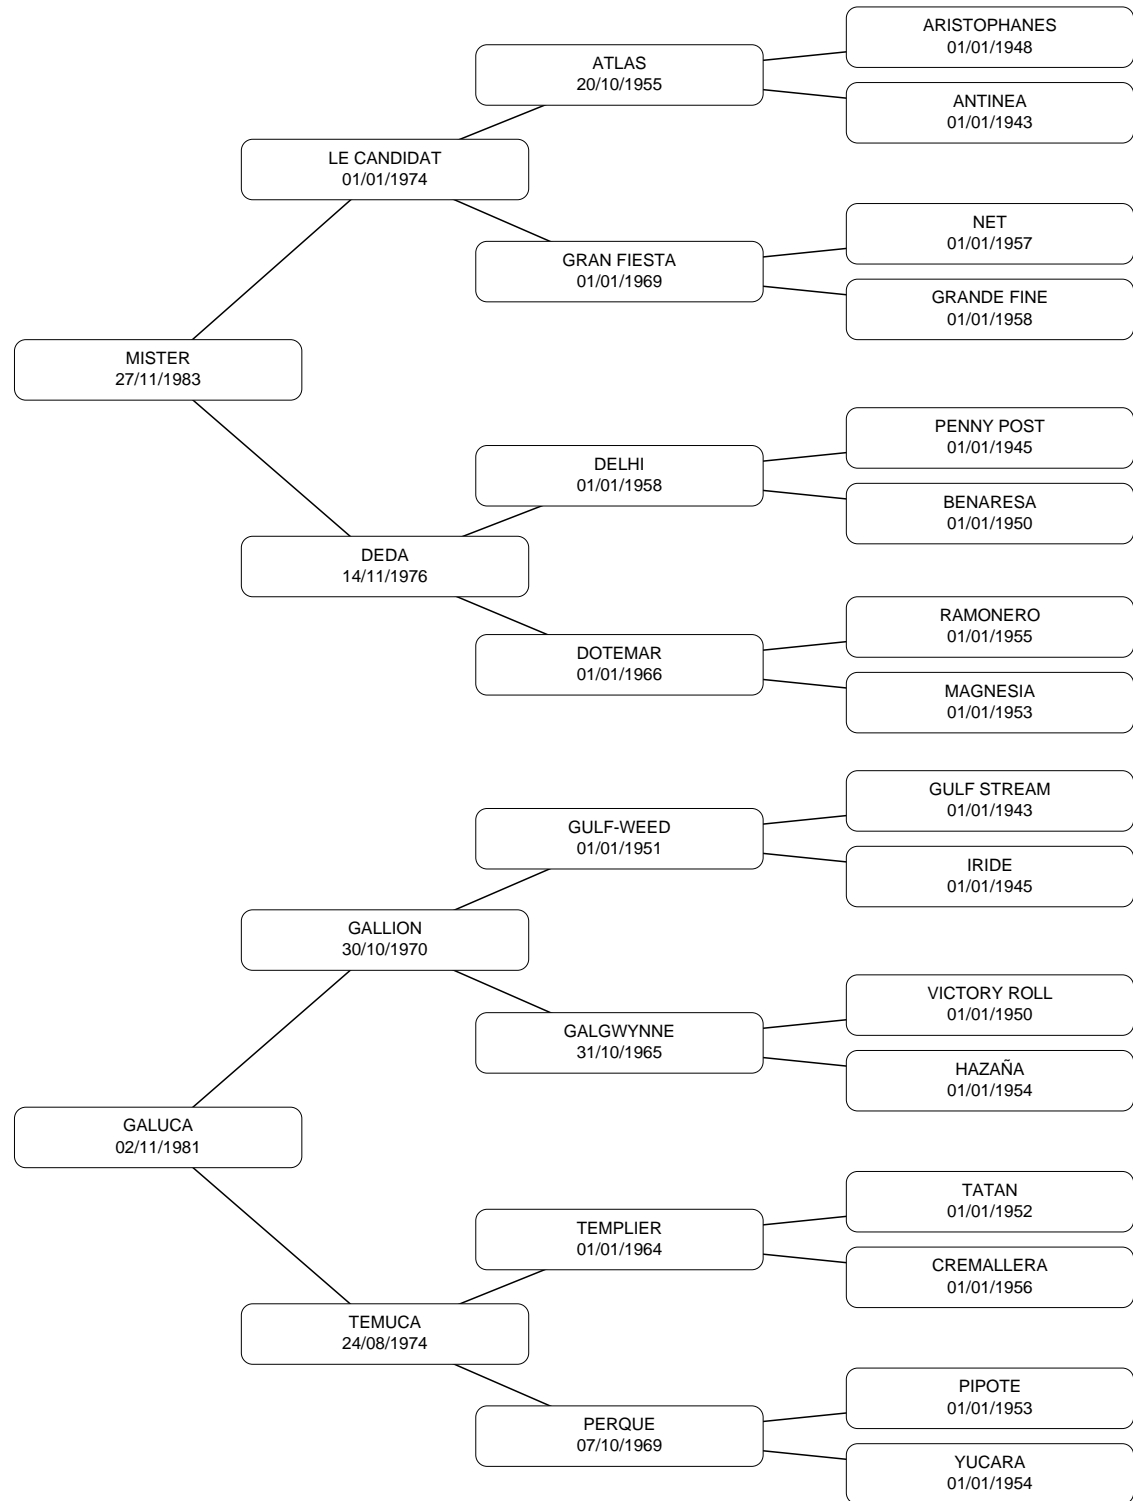 ARISTOPHANES
01/01/1948
ATLAS
20/10/1955
ANTINEA
01/01/1943
LE CANDIDAT
01/01/1974
NET
01/01/1957
GRAN FIESTA
01/01/1969
GRANDE FINE
01/01/1958
MISTER
27/11/1983
PENNY POST
01/01/1945
DELHI
01/01/1958
BENARESA
01/01/1950
DEDA
14/11/1976
RAMONERO
01/01/1955
DOTEMAR
01/01/1966
MAGNESIA
01/01/1953
GULF STREAM
01/01/1943
GULF-WEED
01/01/1951
IRIDE
01/01/1945
GALLION
30/10/1970
VICTORY ROLL
01/01/1950
GALGWYNNE
31/10/1965
HAZAÑA
01/01/1954
GALUCA
02/11/1981
TATAN
01/01/1952
TEMPLIER
01/01/1964
CREMALLERA
01/01/1956
TEMUCA
24/08/1974
PIPOTE
01/01/1953
PERQUE
07/10/1969
YUCARA
01/01/1954